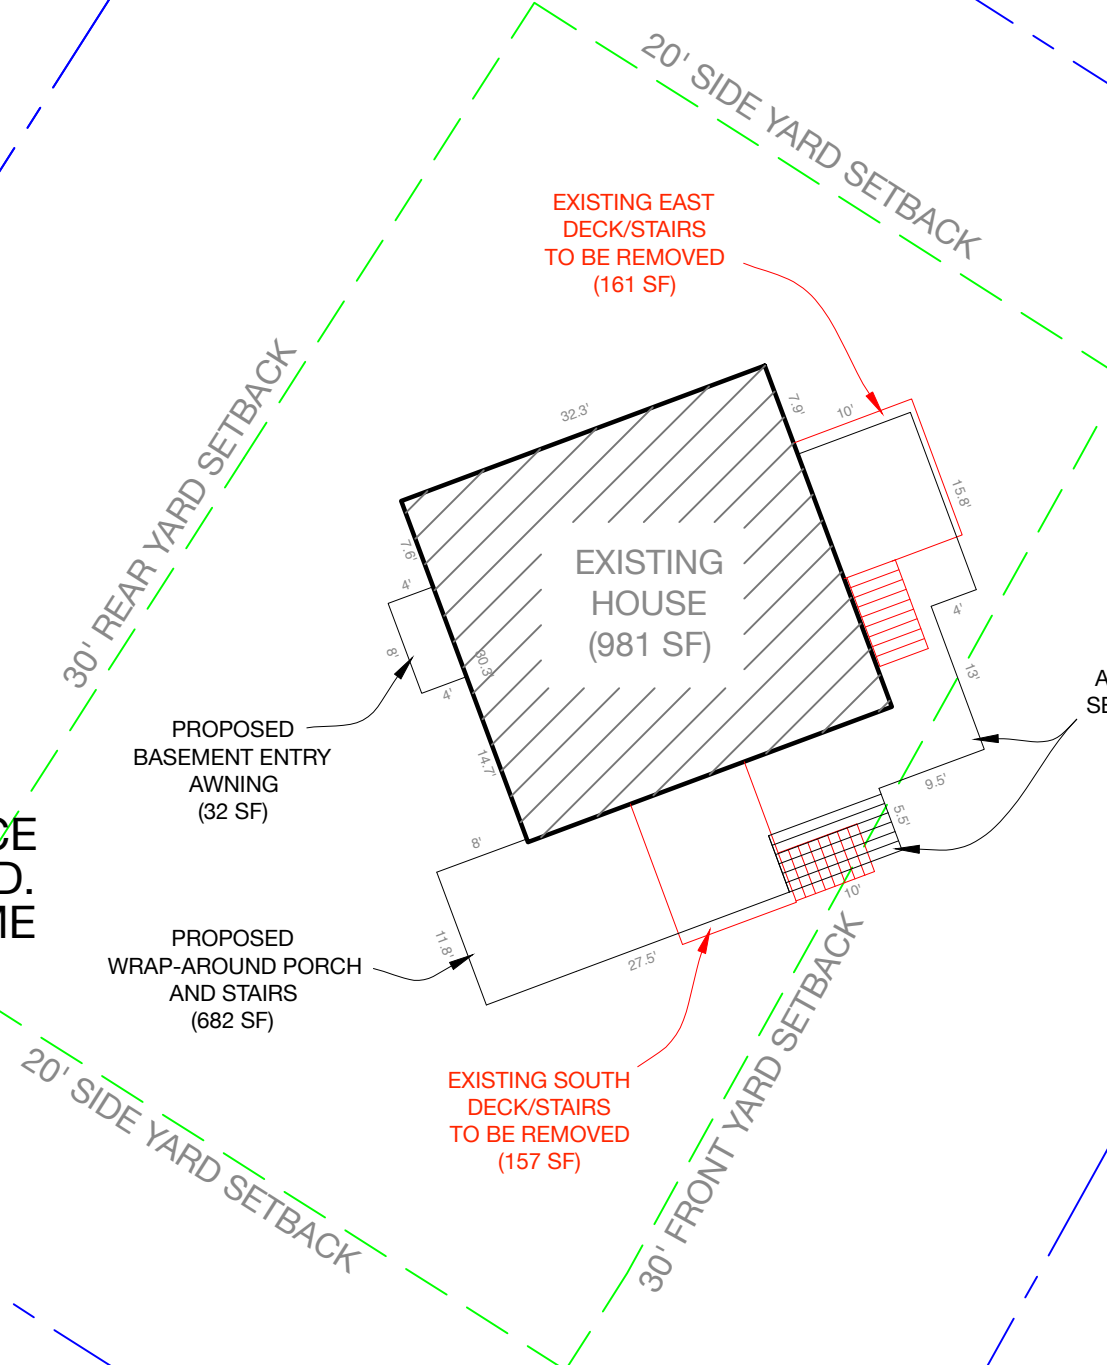 20' SIDE YARD SETBACK
EXISTING EAST
DECK/STAIRS
TO BE REMOVED
(161 SF)
30' REAR YARD SETBACK
32.3'
7.9'
10'
15.8'
7.6'
4'
8'
4'
30.3'
14.7'
EXISTING
HOUSE
(981 SF)
4'
13'
A
SE
PROPOSED
BASEMENT ENTRY
AWNING
(32 SF)
9.5'
5.5'
10'
8'
11.8'
27.5'
CE
D.
ME
PROPOSED
WRAP-AROUND PORCH
AND STAIRS
(682 SF)
EXISTING SOUTH
DECK/STAIRS
TO BE REMOVED
(157 SF)
30' FRONT YARD SETBACK
20' SIDE YARD SETBACK